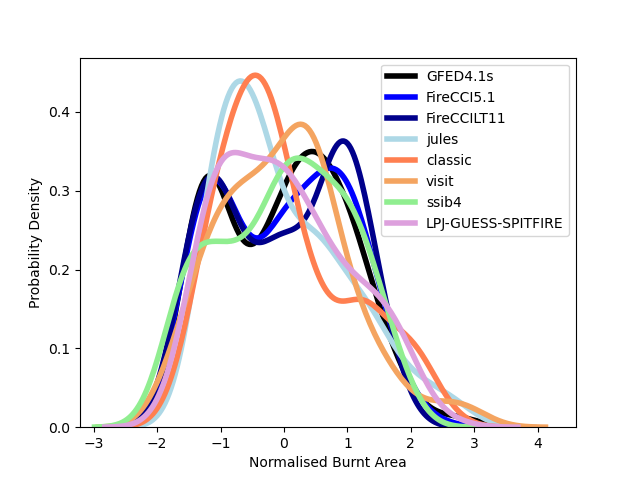 GFED4.1s
FireCCI5.1
FireCCILT11
jules
classic
visit
ssib4
LPJ-GUESS-SPITFIRE
Probability Density
0.4
0.3
0.2
0.1
0.0
−3 −2 −1 0 1 2 3 4
Normalised Burnt Area